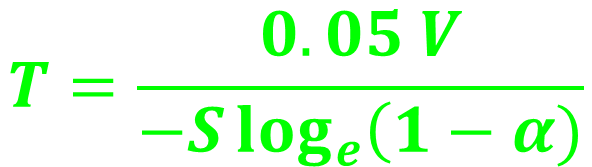 T = 0.05 V / −S logₑ(1 − α)